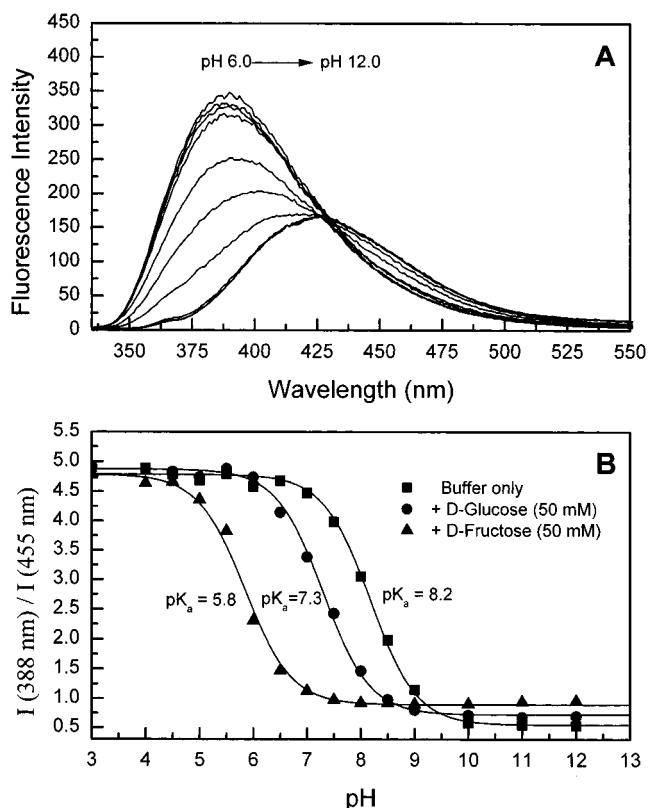 450
400
350
300
250
200
150
100
50
0
Fluorescence Intensity
pH 6.0 pH 12.0
A
350 375 400 425 450 475 500 525 550
Wavelength (nm)
5.5
5.0
4.5
4.0
3.5
3.0
2.5
2.0
1.5
1.0
0.5
I (388 nm) / I (455 nm)
B
Buffer only
+ D-Glucose (50 mM)
+ D-Fructose (50 mM)
pKa = 5.8
pKa=7.3
pKa = 8.2
3 4 5 6 7 8 9 10 11 12 13
pH